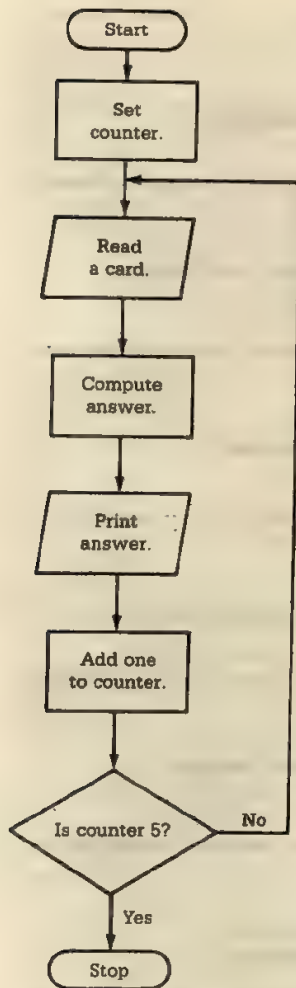 Start
Set
counter.
Read
a card.
Compute
answer.
Print
answer.
Add one
to counter.
Is counter 5?
No
Yes
Stop